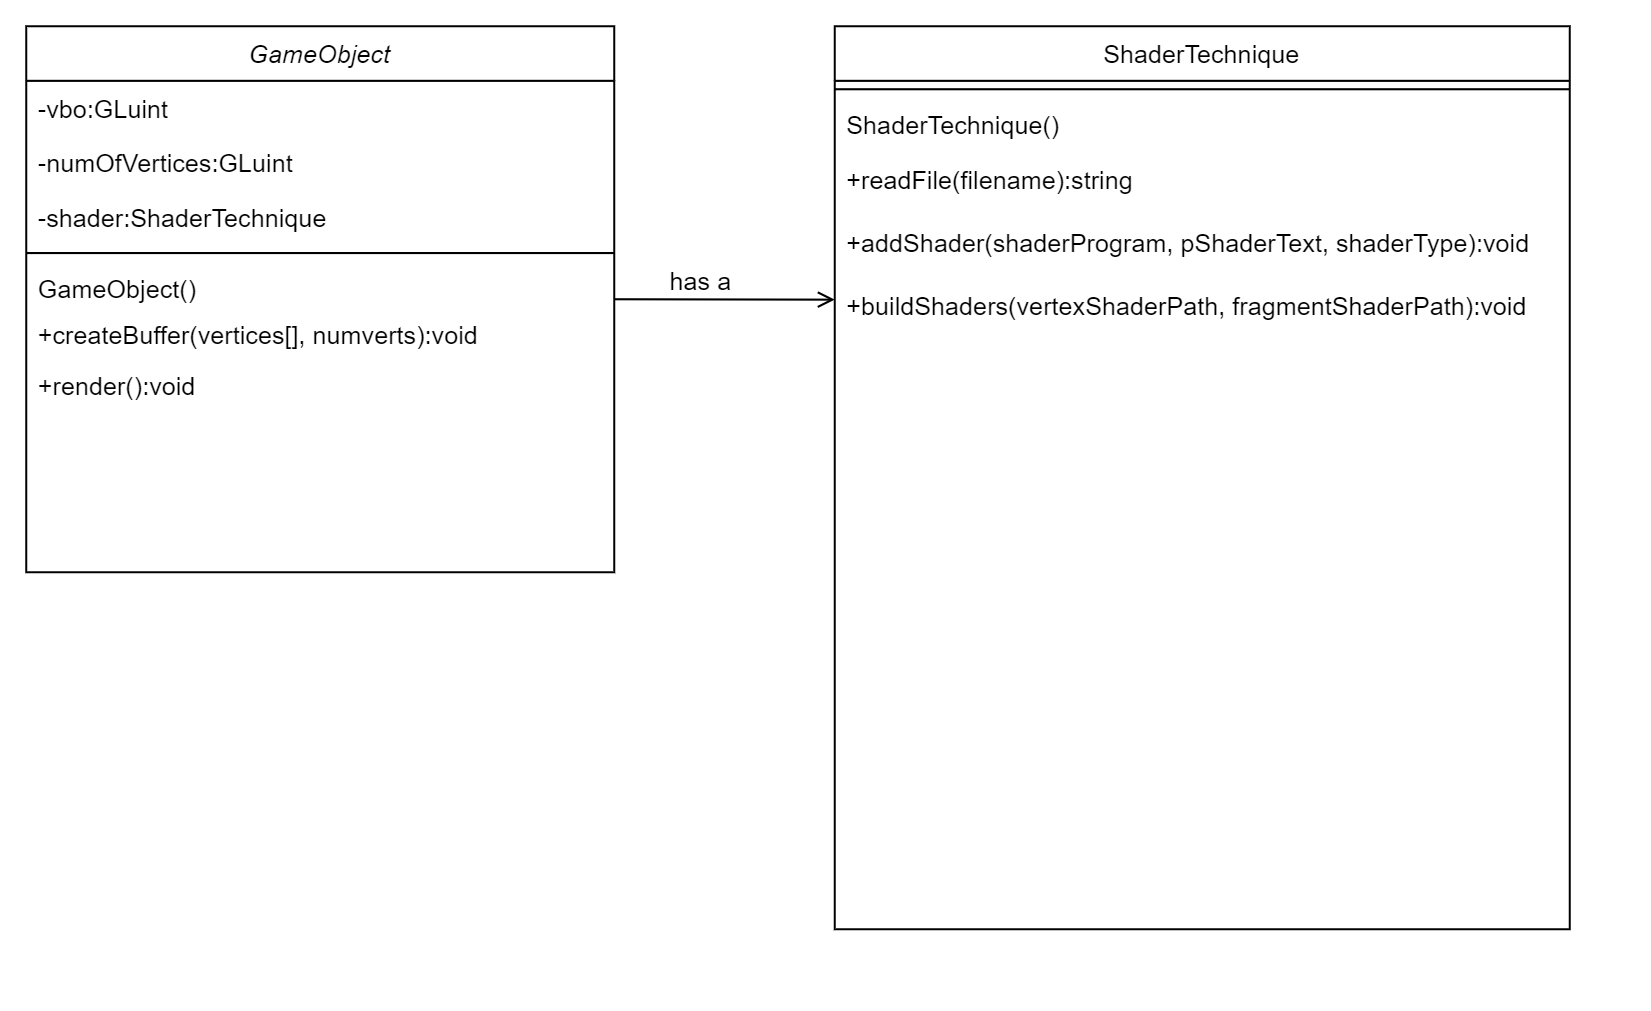 GameObject
-vbo:GLuint
-numOfVertices:GLuint
-shader:ShaderTechnique
GameObject()
+createBuffer(vertices[], numverts):void
+render():void
has a
ShaderTechnique
ShaderTechnique()
+readFile(filename):string
+addShader(shaderProgram, pShaderText, shaderType):void
+buildShaders(vertexShaderPath, fragmentShaderPath):void